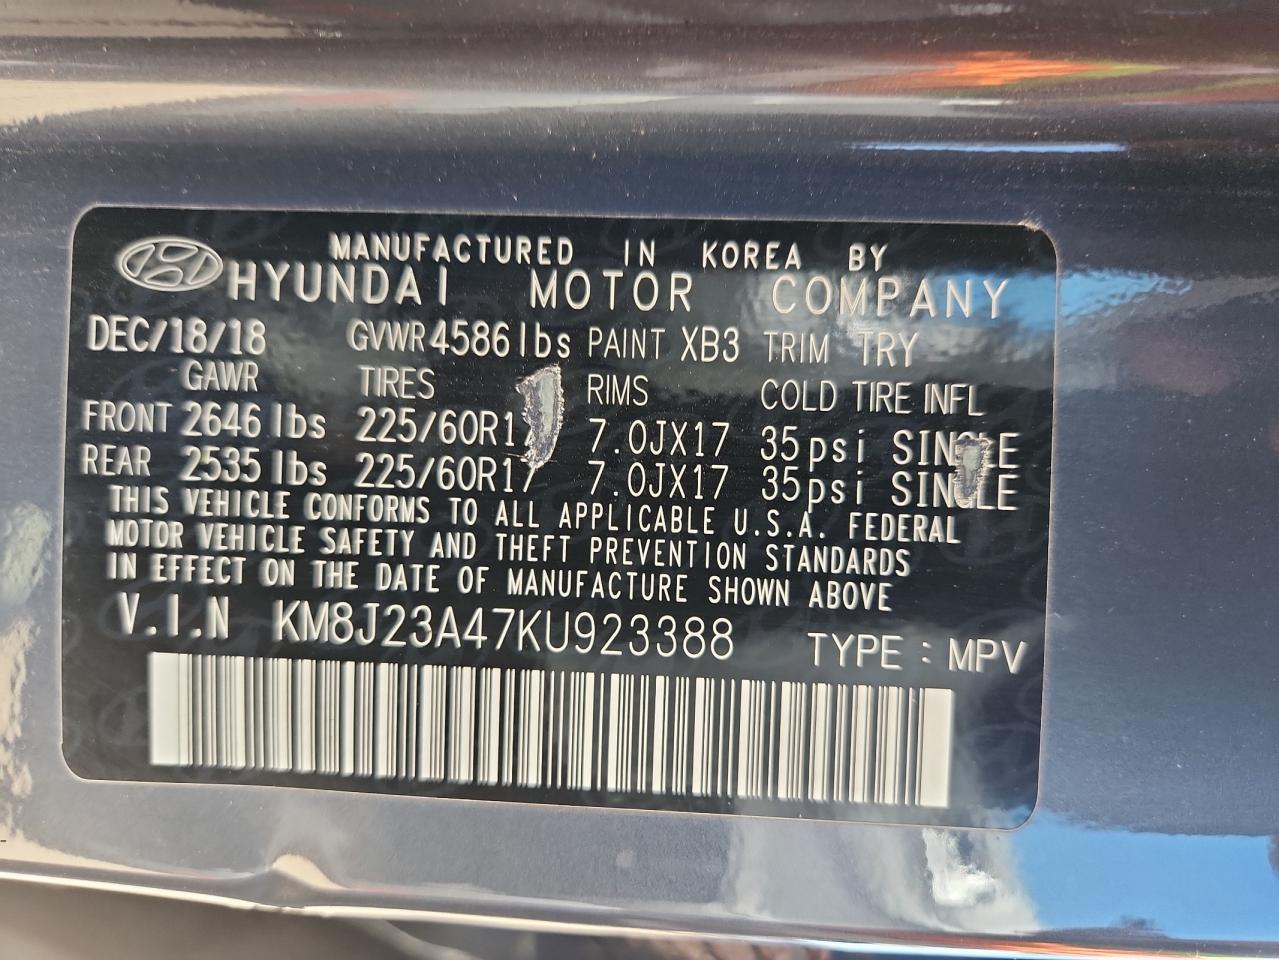 MANUFACTURED IN KOREA BY
HYUNDAI MOTOR COMPANY
DEC/18/18 GVWR 4586 lbs PAINT XB3 TRIM TRY
GAWR TIRES RIMS COLD TIRE INFL
FRONT 2646 lbs 225/60R1 7.0JX17 35psi SINGLE
REAR 2535 lbs 225/60R17 7.0JX17 35psi SINGLE
THIS VEHICLE CONFORMS TO ALL APPLICABLE U.S.A. FEDERAL
MOTOR VEHICLE SAFETY AND THEFT PREVENTION STANDARDS
IN EFFECT ON THE DATE OF MANUFACTURE SHOWN ABOVE
V.I.N KM8J23A47KU923388 TYPE : MPV